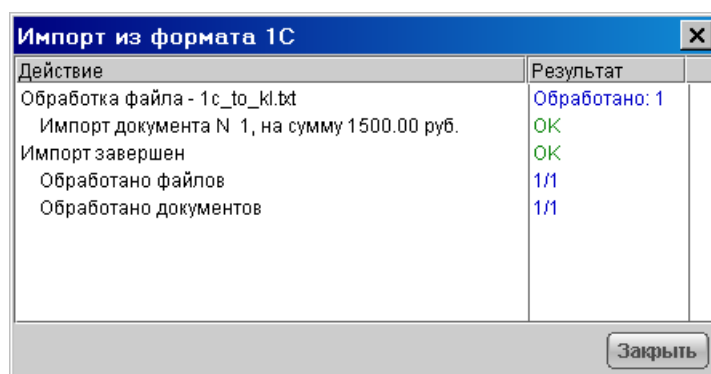 Импорт из формата 1С
Действие Результат
Обработка файла - 1c_to_kl.txt Обработано: 1
Импорт документа N 1, на сумму 1500.00 руб. OK
Импорт завершен OK
Обработано файлов 1/1
Обработано документов 1/1
Закрыть